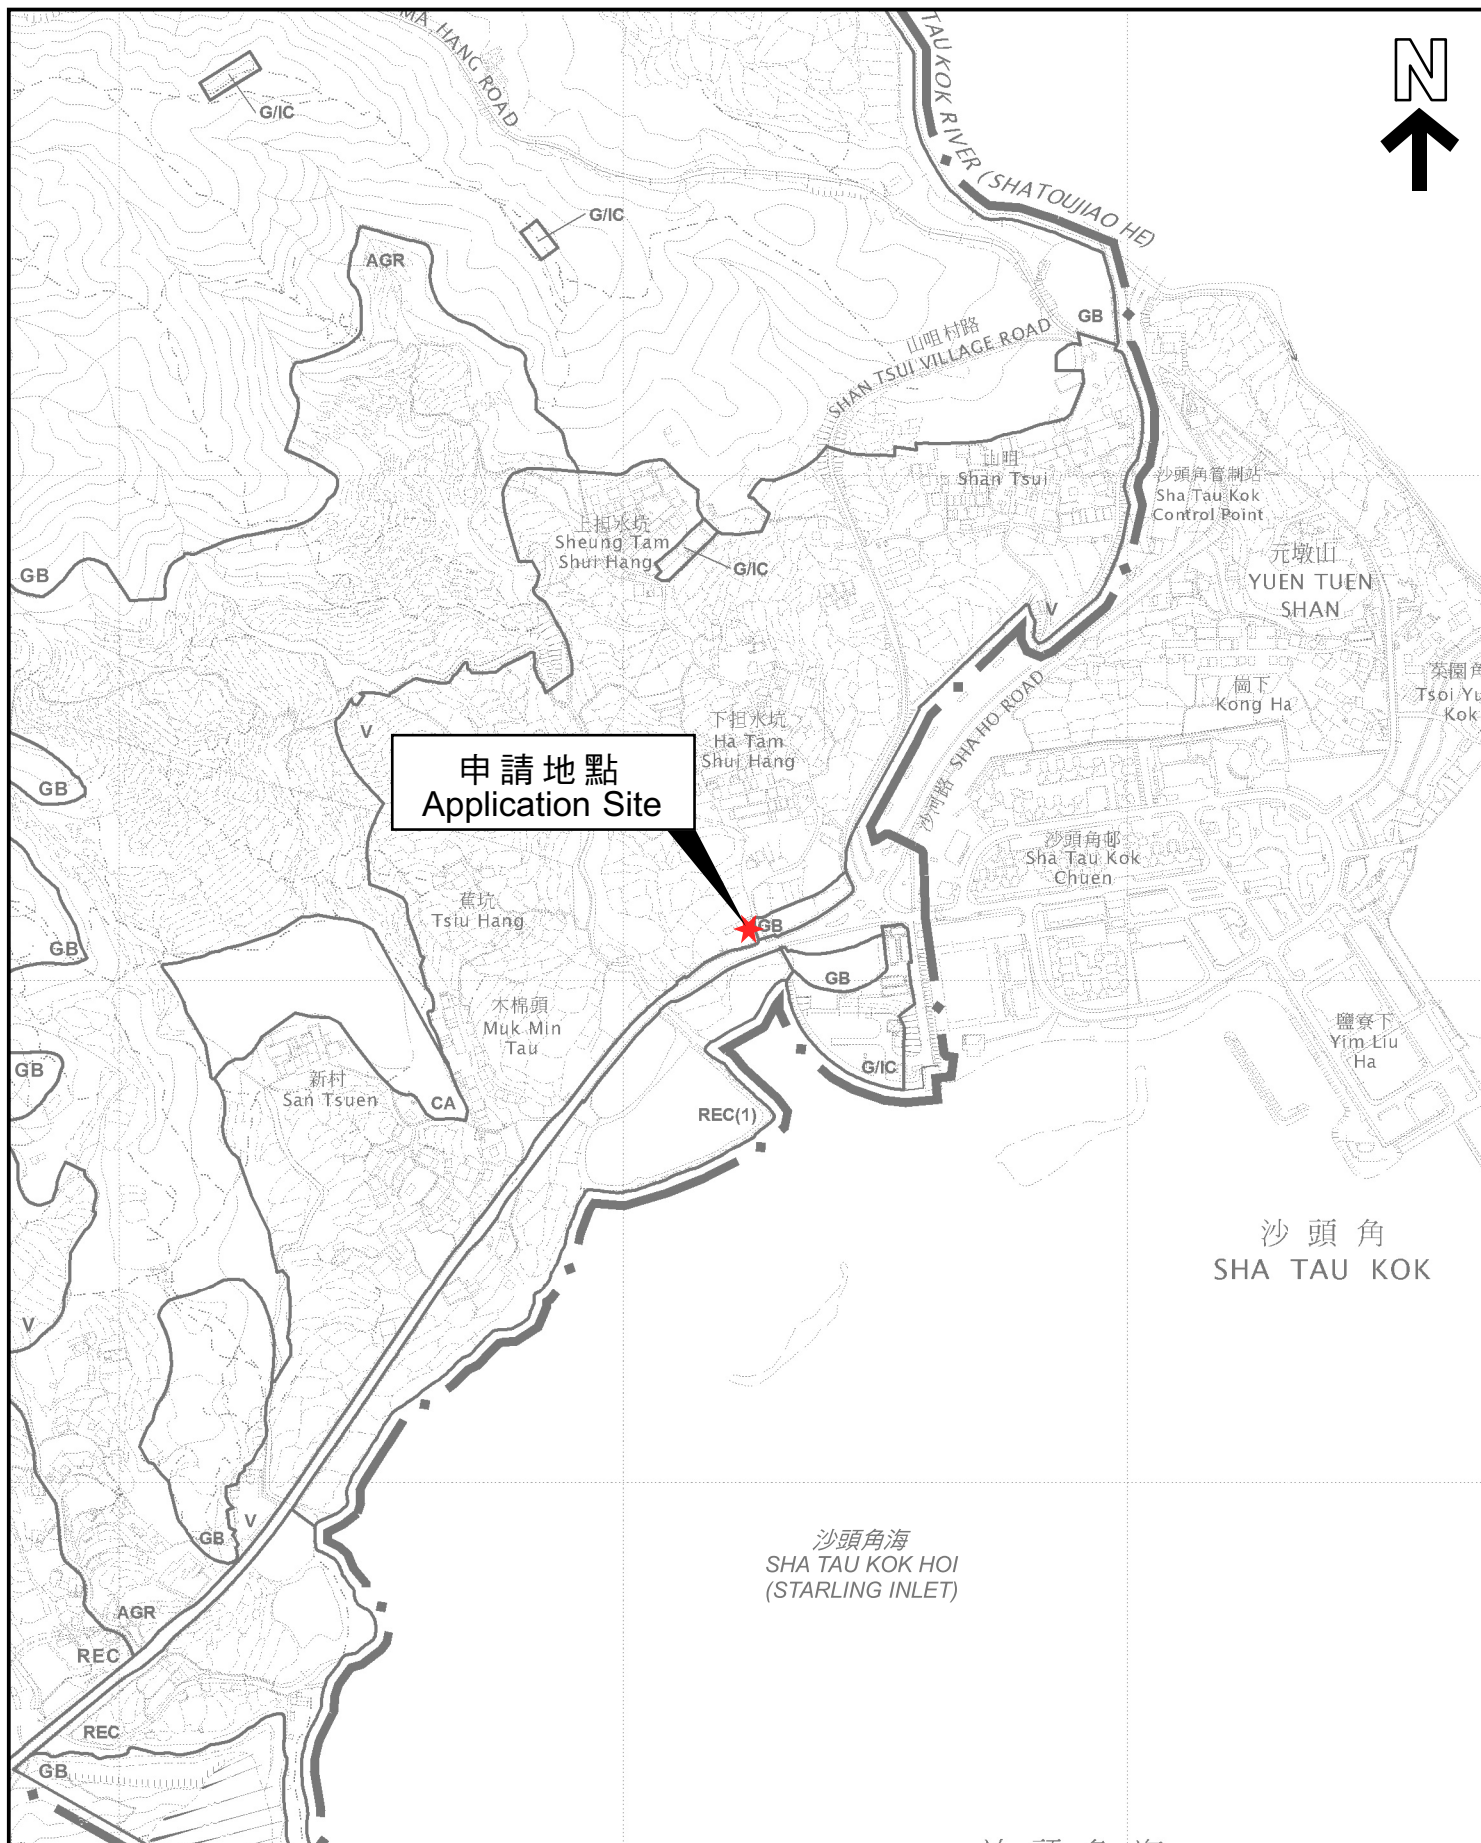 MA HANG ROAD
TAU KOK RIVER (SHATOUJIAO HE)
N
G/IC
G/IC
AGR
GB
山咀村路
SHAN TSUI VILLAGE ROAD
山咀
Shan Tsui
沙頭角管制站
Sha Tau Kok
Control Point
上担水坑
Sheung Tam
Shui Hang
G/IC
GB
元墩山
YUEN TUEN
SHAN
V
菜園角
Tsoi Yu
Kok
崗下
Kong Ha
V
下担水坑
Ha Tam
Shui Hang
沙河路 SHA HO ROAD
申請地點
Application Site
GB
沙頭角邨
Sha Tau Kok
Chuen
蕉坑
Tsiu Hang
GB
GB
GB
木棉頭
Muk Min
Tau
鹽寮下
Yim Liu
Ha
GB
G/IC
新村
San Tsuen
CA
REC(1)
沙頭角
SHA TAU KOK
V
GB
V
沙頭角海
SHA TAU KOK HOI
(STARLING INLET)
AGR
REC
REC
GB